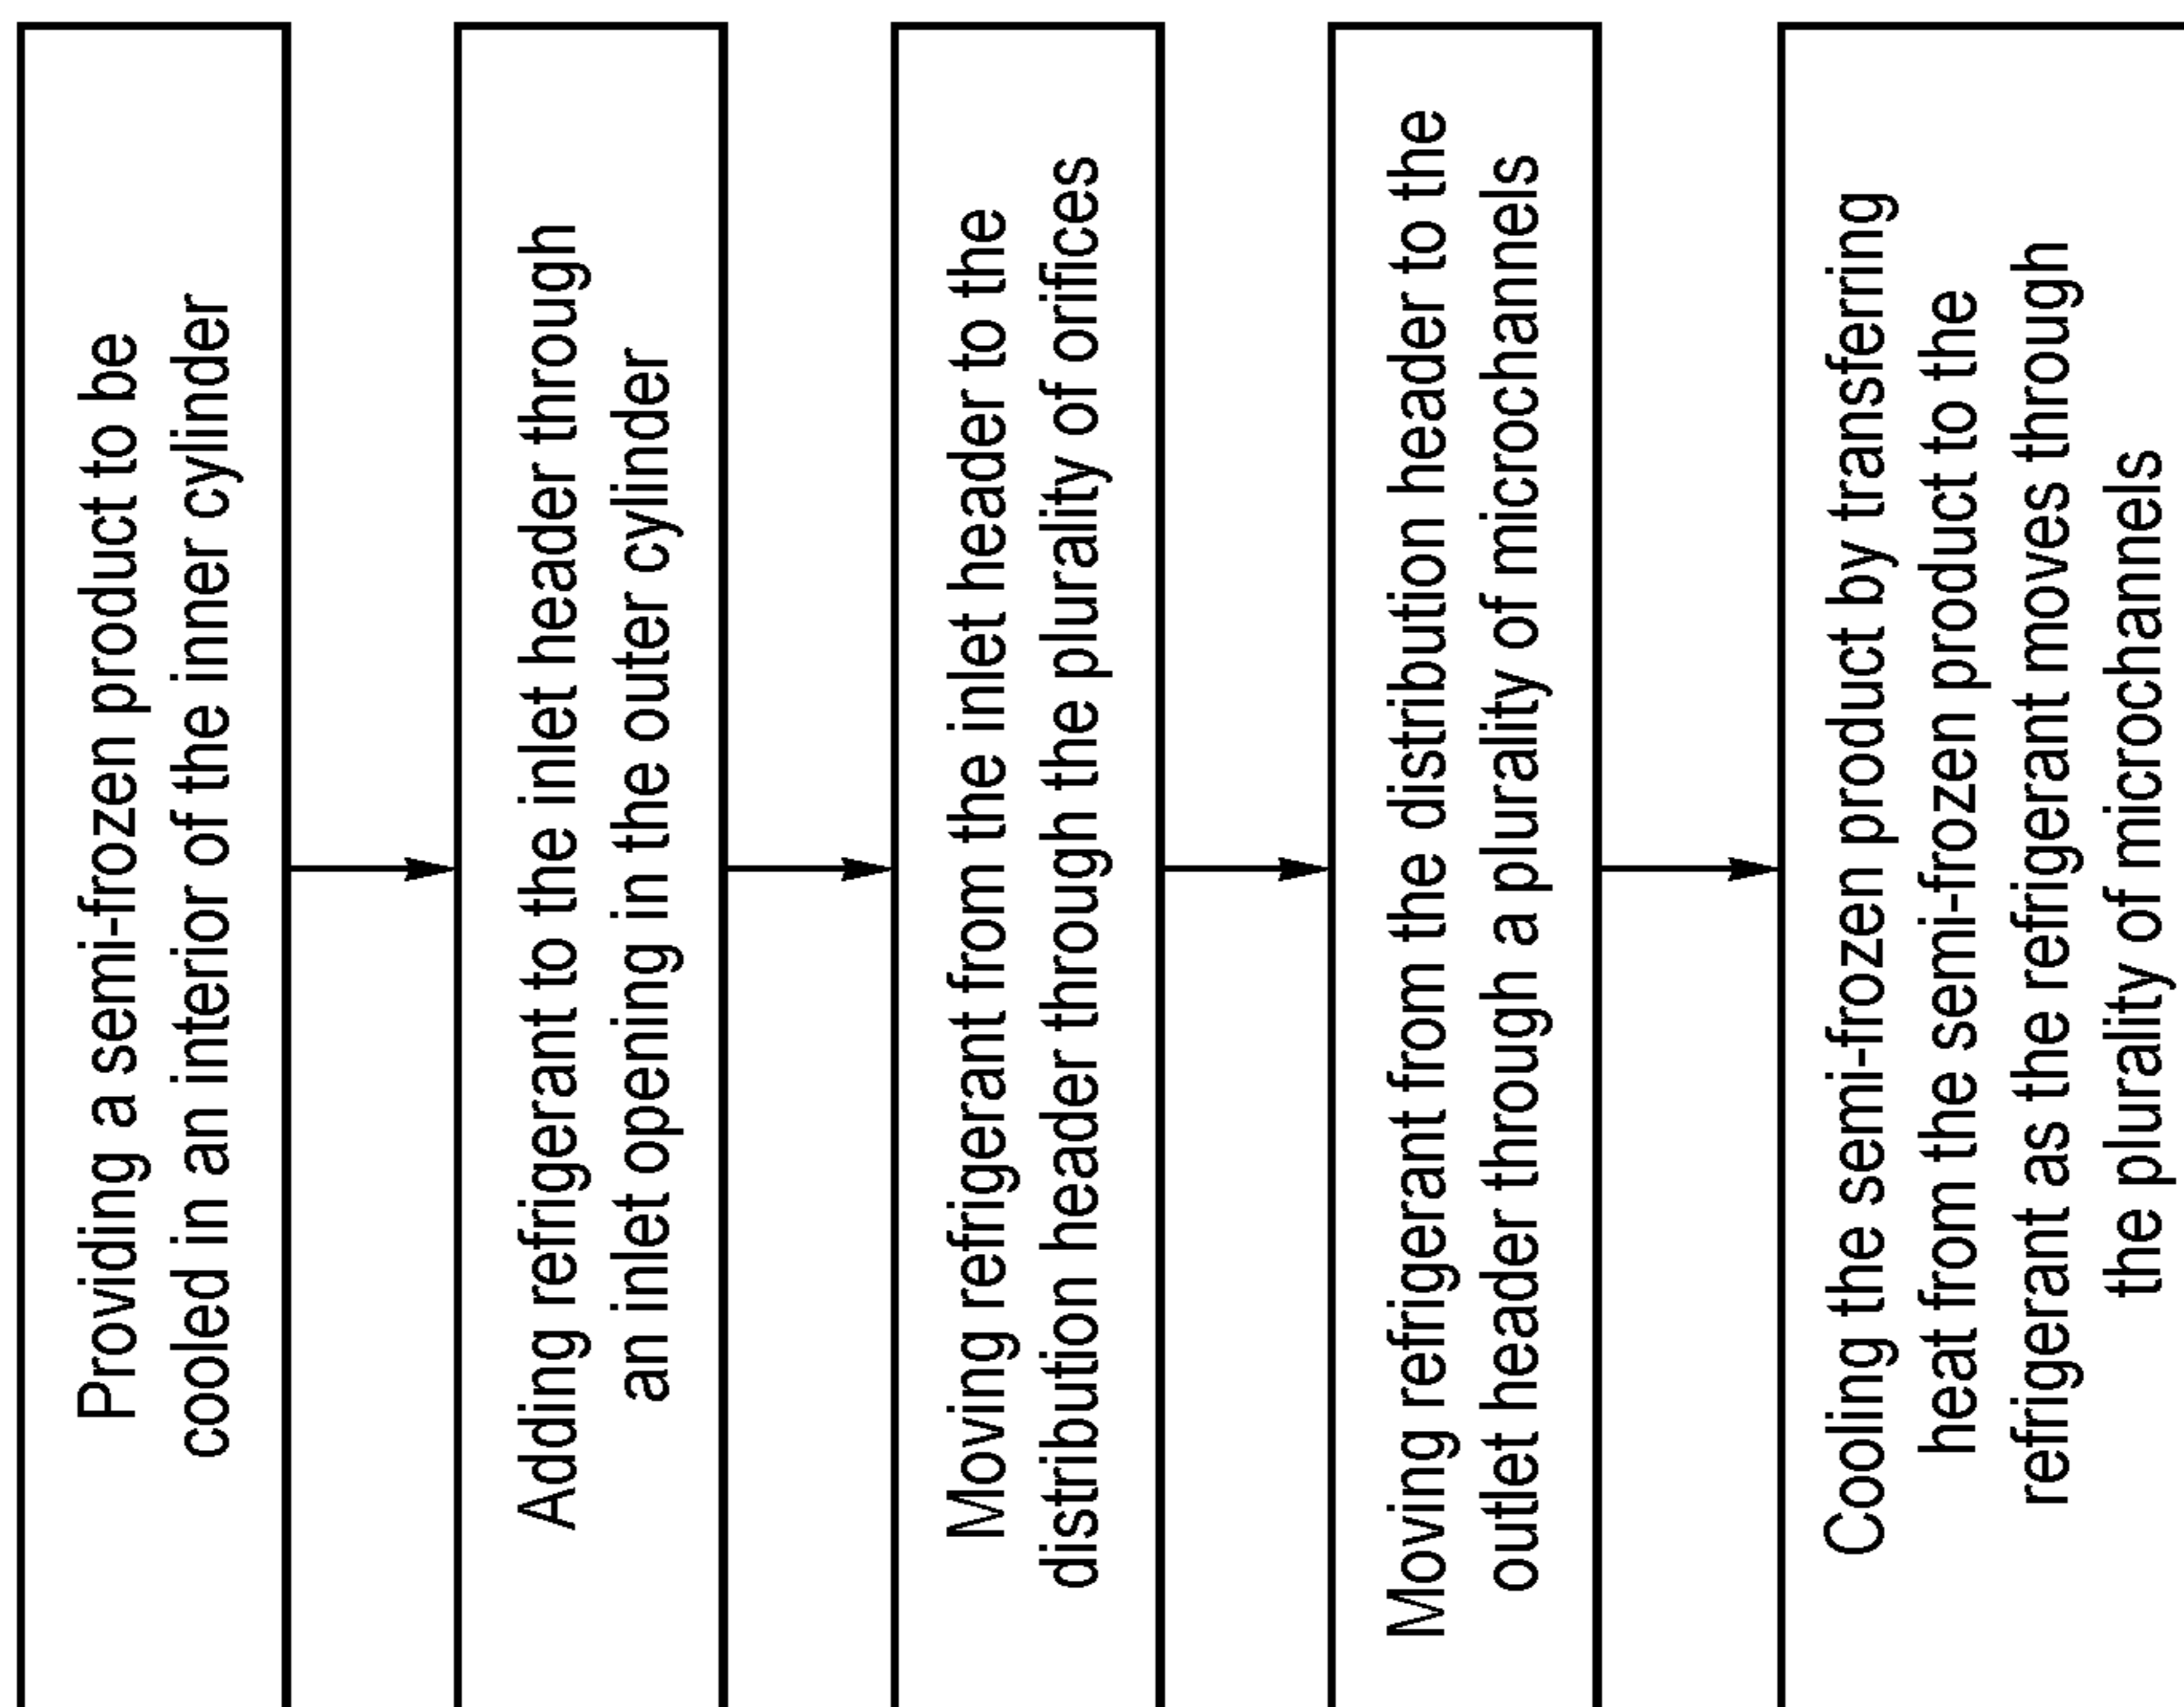 Providing a semi-frozen product to be
cooled in an interior of the inner cylinder
Adding refrigerant to the inlet header through
an inlet opening in the outer cylinder
Moving refrigerant from the inlet header to the
distribution header through the plurality of orifices
Moving refrigerant from the distribution header to the
outlet header through a plurality of microchannels
Cooling the semi-frozen product by transferring
heat from the semi-frozen product to the
refrigerant as the refrigerant moves through
the plurality of microchannels